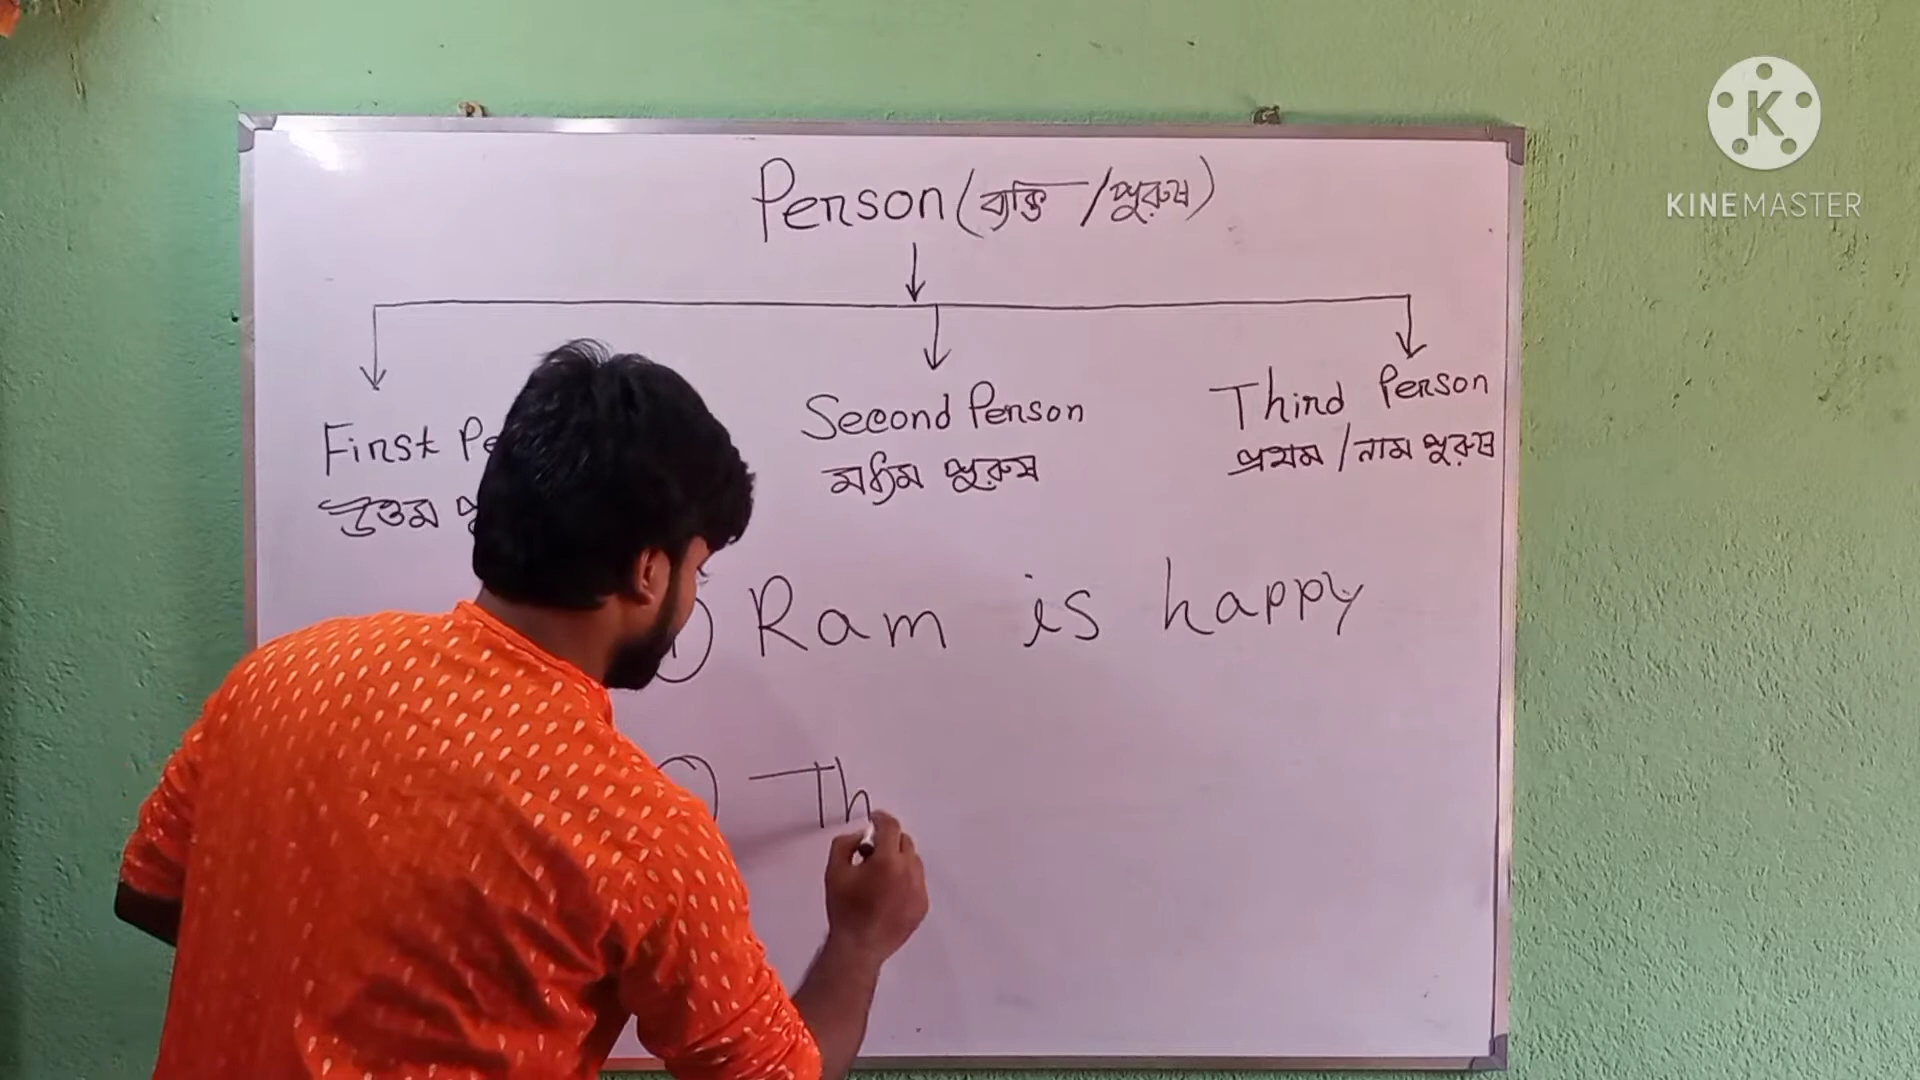 Person (ব্যক্তি / পুরুষ)
First Pe
উত্তম পু
Second Person
মধ্যম পুরুষ
Third Person
প্রথম / নাম পুরুষ
Ram is happy
Th
K
KINEMASTER